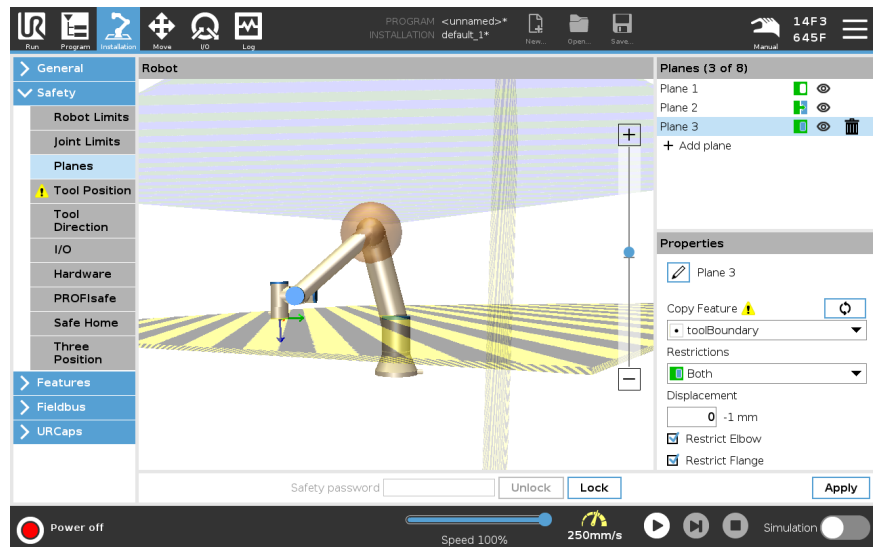 PROGRAM <unnamed>*
INSTALLATION default_1*
Run Program Installation Move I/O Log New... Open... Save... Manual
14F3
645F
General
Safety
Robot Limits
Joint Limits
Planes
Tool Position
Tool
Direction
I/O
Hardware
PROFIsafe
Safe Home
Three
Position
Features
Fieldbus
URCaps
Robot
Planes (3 of 8)
Plane 1
Plane 2
Plane 3
+ Add plane
Properties
Plane 3
Copy Feature
toolBoundary
Restrictions
Both
Displacement
0 -1 mm
Restrict Elbow
Restrict Flange
Safety password Unlock Lock Apply
Power off
Speed 100%
250mm/s
Simulation